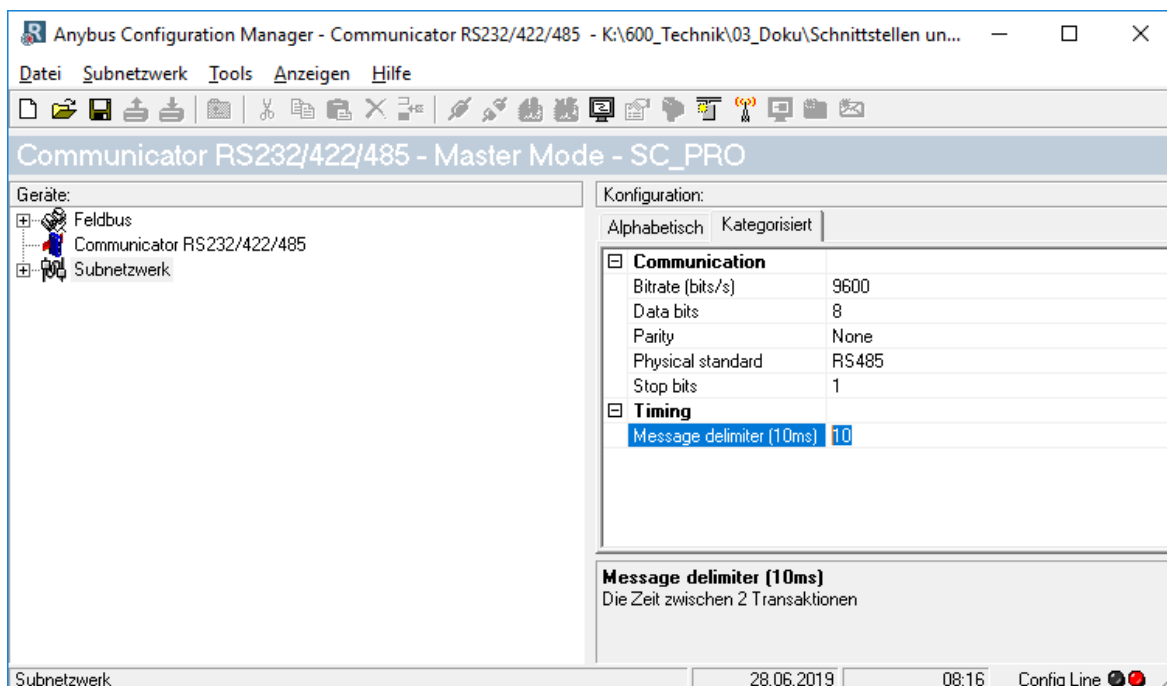 Anybus Configuration Manager - Communicator RS232/422/485 - K:\600_Technik\03_Doku\Schnittstellen un...
Datei Subnetzwerk Tools Anzeigen Hilfe
Communicator RS232/422/485 - Master Mode - SC_PRO
Geräte:
Feldbus
Communicator RS232/422/485
Subnetzwerk
Konfiguration:
Alphabetisch Kategorisiert
Communication
Bitrate (bits/s) 9600
Data bits 8
Parity None
Physical standard RS485
Stop bits 1
Timing
Message delimiter (10ms) 10
Message delimiter (10ms)
Die Zeit zwischen 2 Transaktionen
Subnetzwerk 28.06.2019 08:16 Config Line